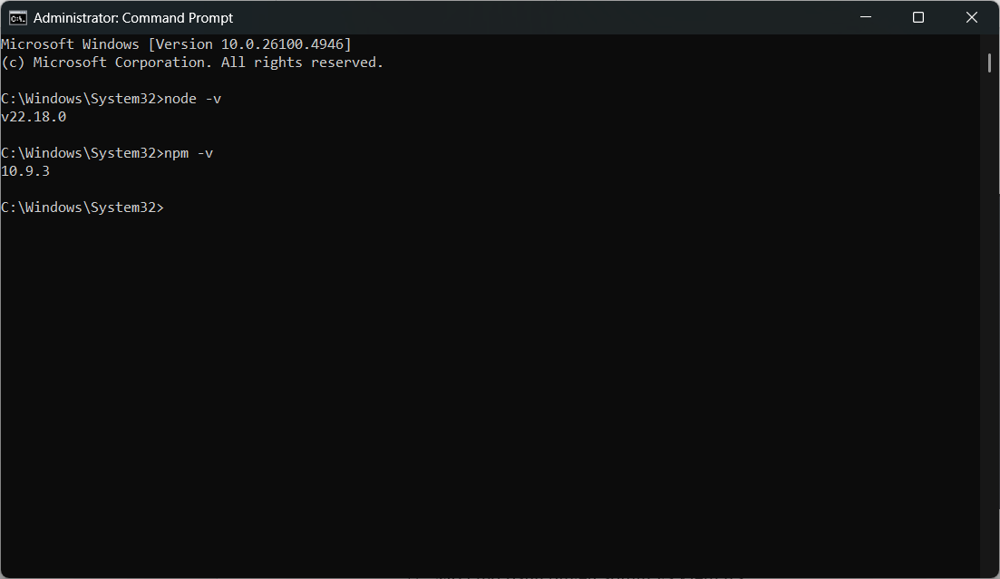 Administrator: Command Prompt
Microsoft Windows [Version 10.0.26100.4946]
(c) Microsoft Corporation. All rights reserved.
C:\Windows\System32>node -v
v22.18.0
C:\Windows\System32>npm -v
10.9.3
C:\Windows\System32>